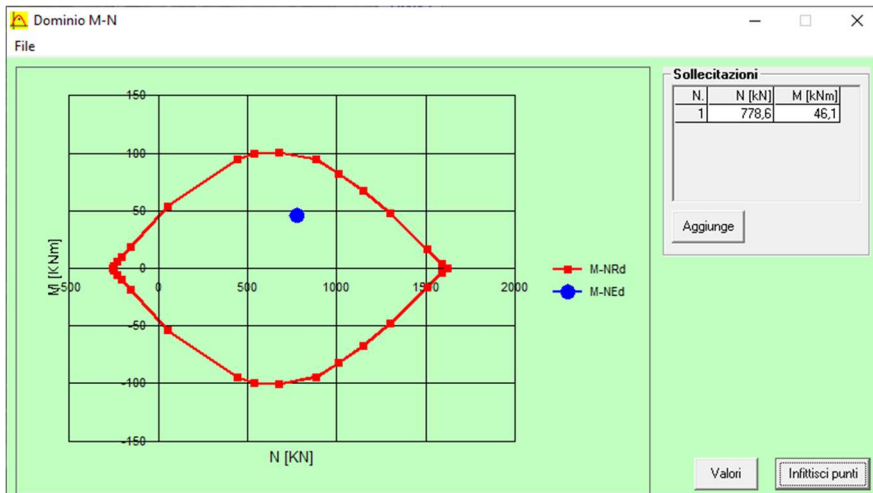 Dominio M-N
File
Sollecitazioni
N. N [kN] M [kNm]
1 778,6 46,1
Aggiunge
150
100
50
0
-50
-100
-150
-500 0 500 1000 1500 2000
M [kNm]
N [KN]
M-NRd
M-NEd
Valori
Infittisci punti